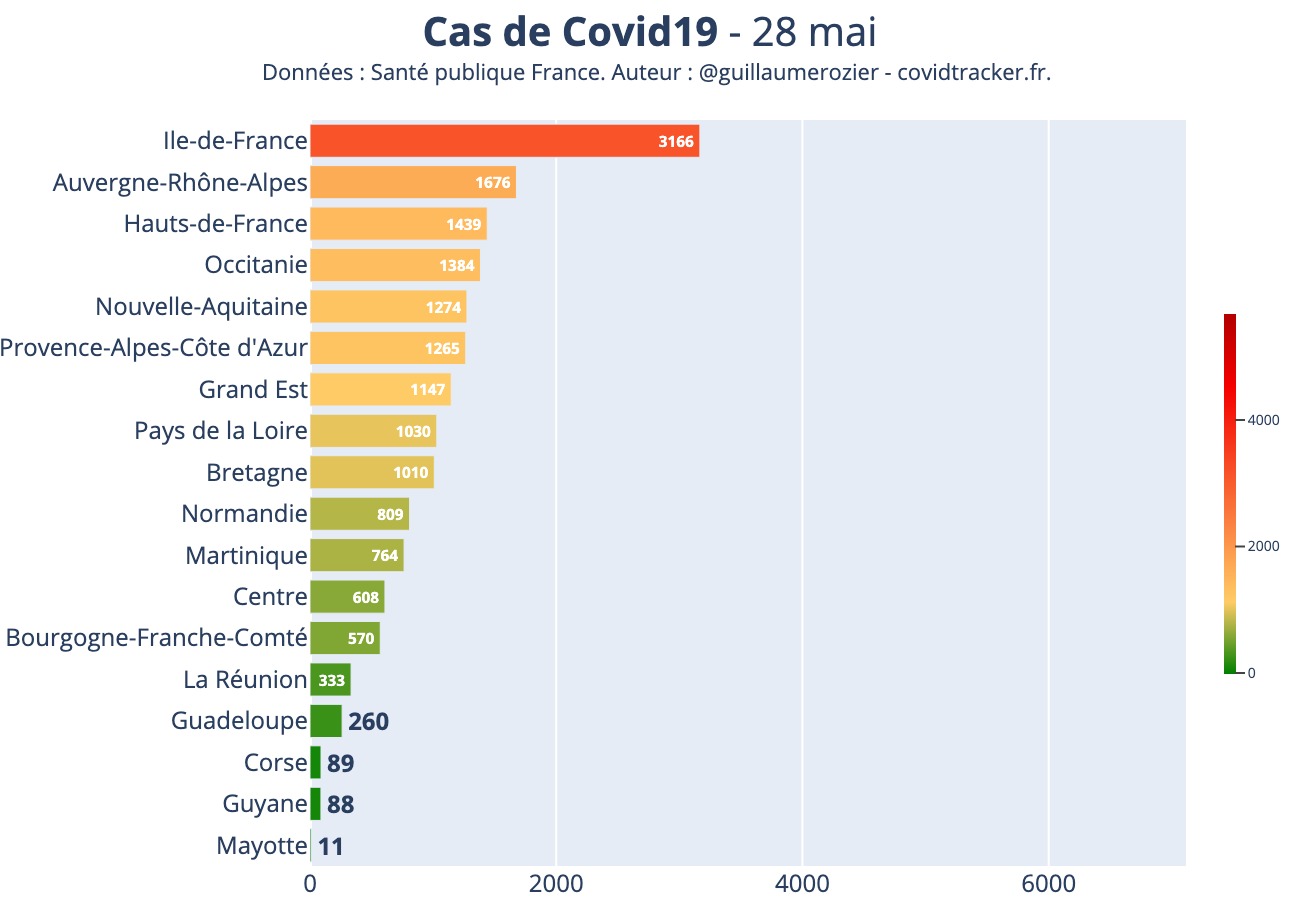 Cas de Covid19 - 28 mai
Données : Santé publique France. Auteur : @guillaumerozier - covidtracker.fr.
Ile-de-France 3166
Auvergne-Rhône-Alpes 1676
Hauts-de-France 1439
Occitanie 1384
Nouvelle-Aquitaine 1274
Provence-Alpes-Côte d'Azur 1265
Grand Est 1147
Pays de la Loire 1030
Bretagne 1010
Normandie 809
Martinique 764
Centre 608
Bourgogne-Franche-Comté 570
La Réunion 333
Guadeloupe 260
Corse 89
Guyane 88
Mayotte 11
0 2000 4000 6000
4000
2000
0